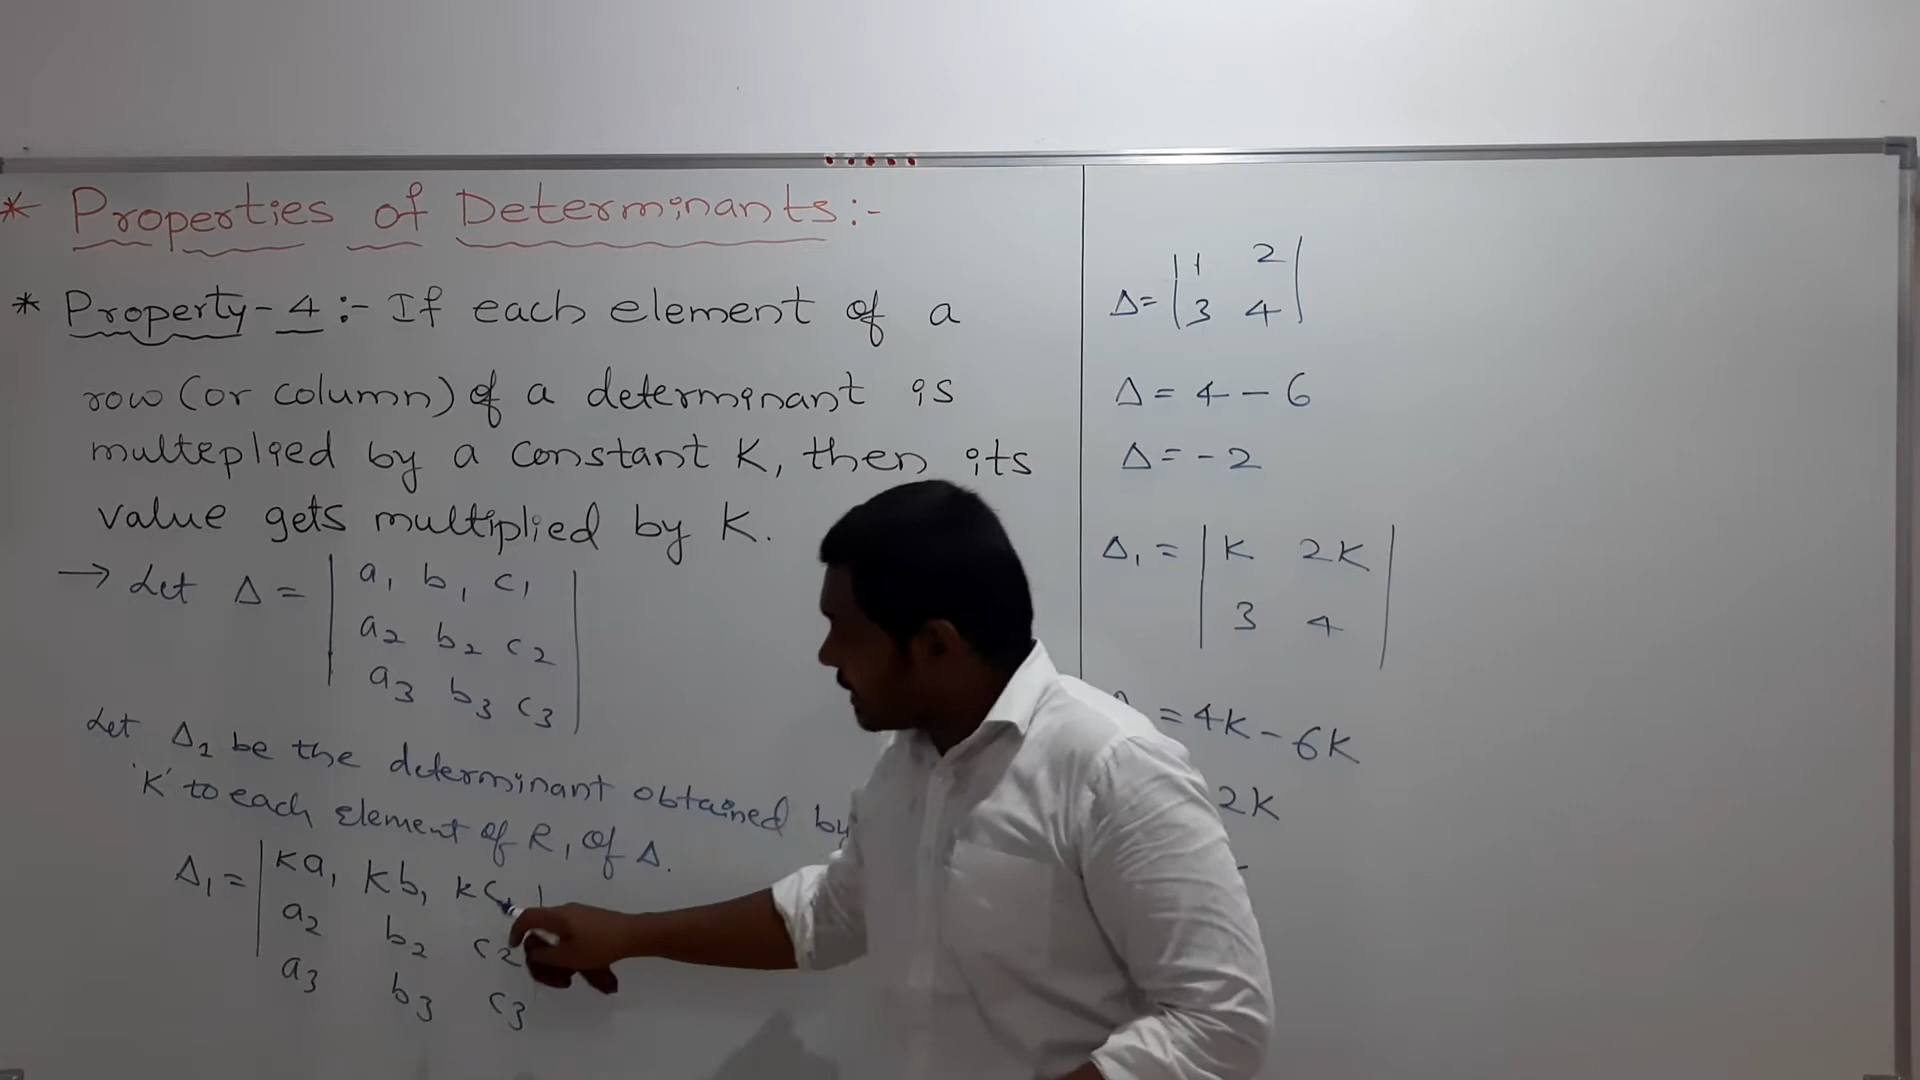 * Properties of Determinants:-
* Property-4 :- If each element of a
row (or column) of a determinant is
multeplied by a constant K, then its
value gets multiplied by K.
→ Let Δ = | a1 b1 c1 |
a2 b2 c2
a3 b3 c3
Let Δ1 be the determinant obtained by
'K' to each element of R1 of Δ.
Δ1 = | Ka1 Kb1 Kc1 |
a2 b2 c2
a3 b3 c3
Δ = | 1 2 |
3 4
Δ = 4 - 6
Δ = -2
Δ1 = | K 2K |
3 4
= 4K - 6K
2K